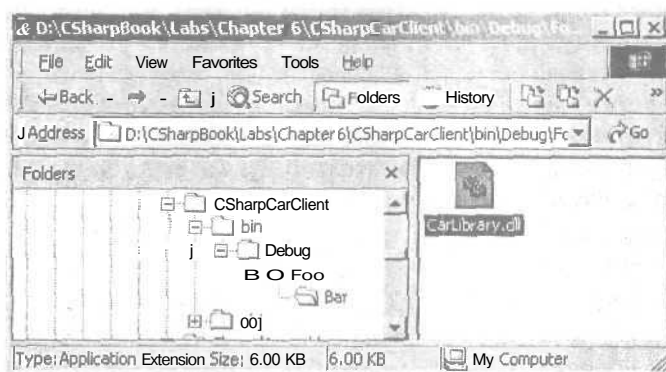 D:\CSharpBook\Labs\Chapter 6\CSharpCarClient\bin\Debug\Fo...
File Edit View Favorites Tools Help
Back Search Folders History
Address D:\CSharpBook\Labs\Chapter 6\CSharpCarClient\bin\Debug\Fc Go
Folders
CSharpCarClient
bin
Debug
Foo
Bar
CarLibrary.dll
Type: Application Extension Size: 6.00 KB 6.00 KB My Computer